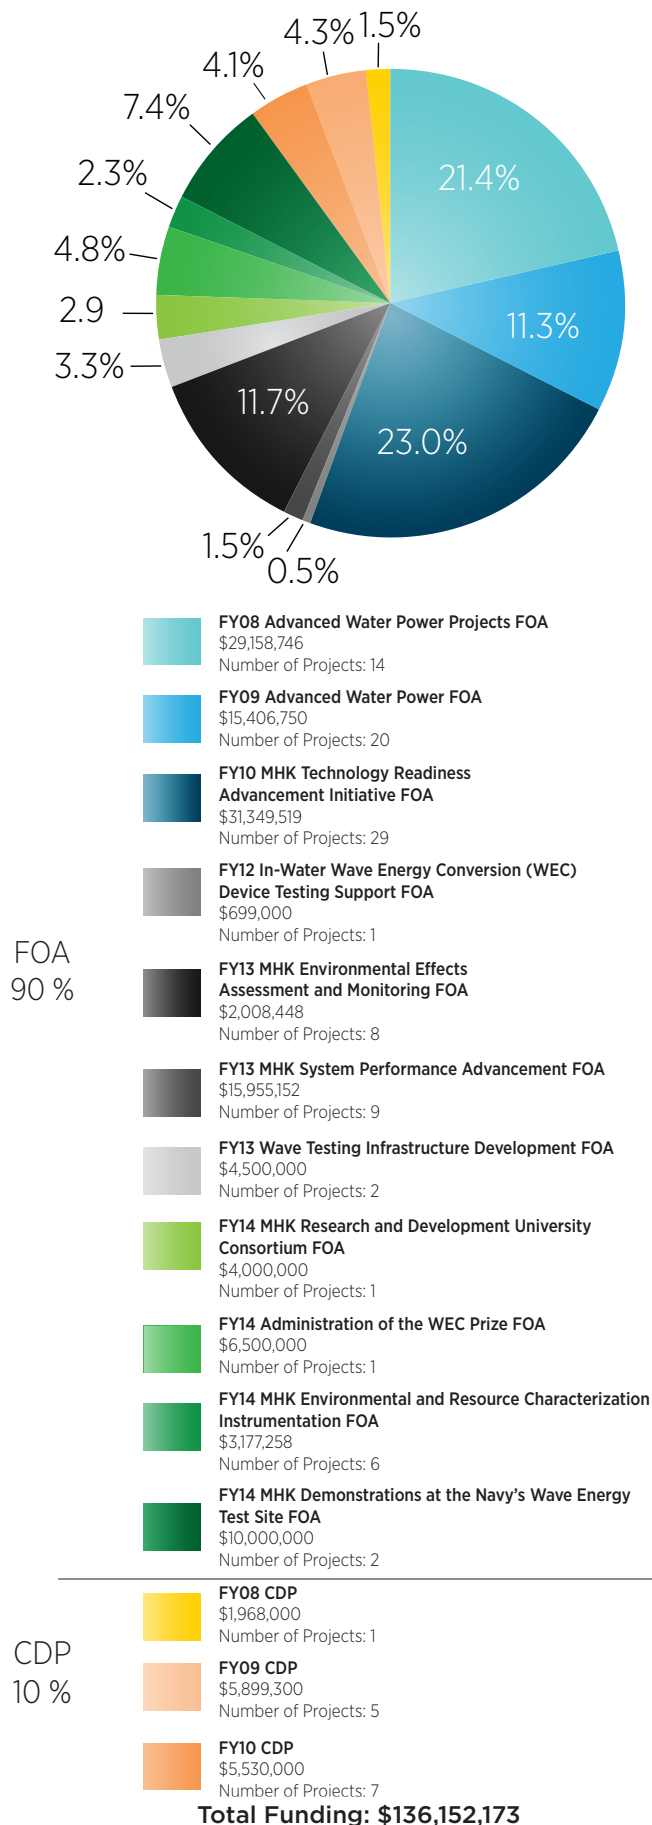 4.3%
1.5%
4.1%
7.4%
21.4%
2.3%
4.8%
2.9
11.3%
3.3%
11.7%
23.0%
1.5%
0.5%
FY08 Advanced Water Power Projects FOA
$29,158,746
Number of Projects: 14
FY09 Advanced Water Power FOA
$15,406,750
Number of Projects: 20
FY10 MHK Technology Readiness
Advancement Initiative FOA
$31,349,519
Number of Projects: 29
FY12 In-Water Wave Energy Conversion (WEC)
Device Testing Support FOA
$699,000
Number of Projects: 1
FOA
90 %
FY13 MHK Environmental Effects
Assessment and Monitoring FOA
$2,008,448
Number of Projects: 8
FY13 MHK System Performance Advancement FOA
$15,955,152
Number of Projects: 9
FY13 Wave Testing Infrastructure Development FOA
$4,500,000
Number of Projects: 2
FY14 MHK Research and Development University
Consortium FOA
$4,000,000
Number of Projects: 1
FY14 Administration of the WEC Prize FOA
$6,500,000
Number of Projects: 1
FY14 MHK Environmental and Resource Characterization
Instrumentation FOA
$3,177,258
Number of Projects: 6
FY14 MHK Demonstrations at the Navy's Wave Energy
Test Site FOA
$10,000,000
Number of Projects: 2
FY08 CDP
$1,968,000
Number of Projects: 1
CDP
10 %
FY09 CDP
$5,899,300
Number of Projects: 5
FY10 CDP
$5,530,000
Number of Projects: 7
Total Funding: $136,152,173